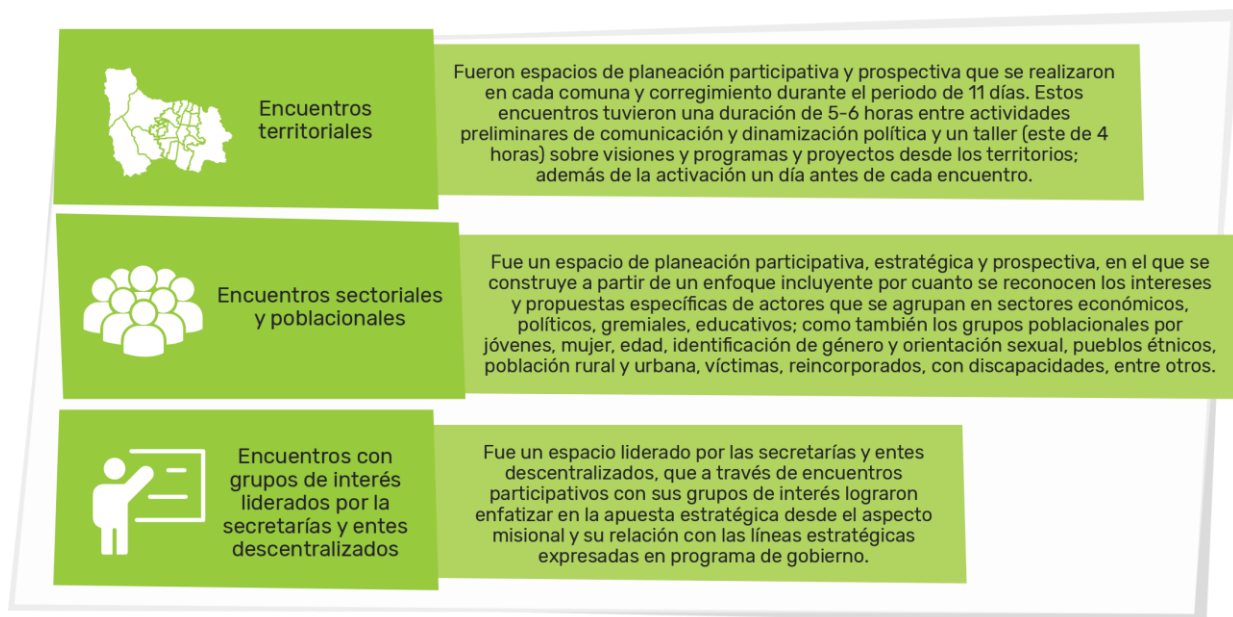 Encuentros
territoriales
Fueron espacios de planeación participativa y prospectiva que se realizaron
en cada comuna y corregimiento durante el periodo de 11 días. Estos
encuentros tuvieron una duración de 5-6 horas entre actividades
preliminares de comunicación y dinamización política y un taller (este de 4
horas) sobre visiones y programas y proyectos desde los territorios;
además de la activación un día antes de cada encuentro.
Encuentros sectoriales
y poblacionales
Fue un espacio de planeación participativa, estratégica y prospectiva, en el que se
construye a partir de un enfoque incluyente por cuanto se reconocen los intereses
y propuestas específicas de actores que se agrupan en sectores económicos,
políticos, gremiales, educativos; como también los grupos poblacionales por
jóvenes, mujer, edad, identificación de género y orientación sexual, pueblos étnicos,
población rural y urbana, víctimas, reincorporados, con discapacidades, entre otros.
Encuentros con
grupos de interés
liderados por la
secretarías y entes
descentralizados
Fue un espacio liderado por las secretarías y entes
descentralizados, que a través de encuentros
participativos con sus grupos de interés lograron
enfatizar en la apuesta estratégica desde el aspecto
misional y su relación con las líneas estratégicas
expresadas en programa de gobierno.